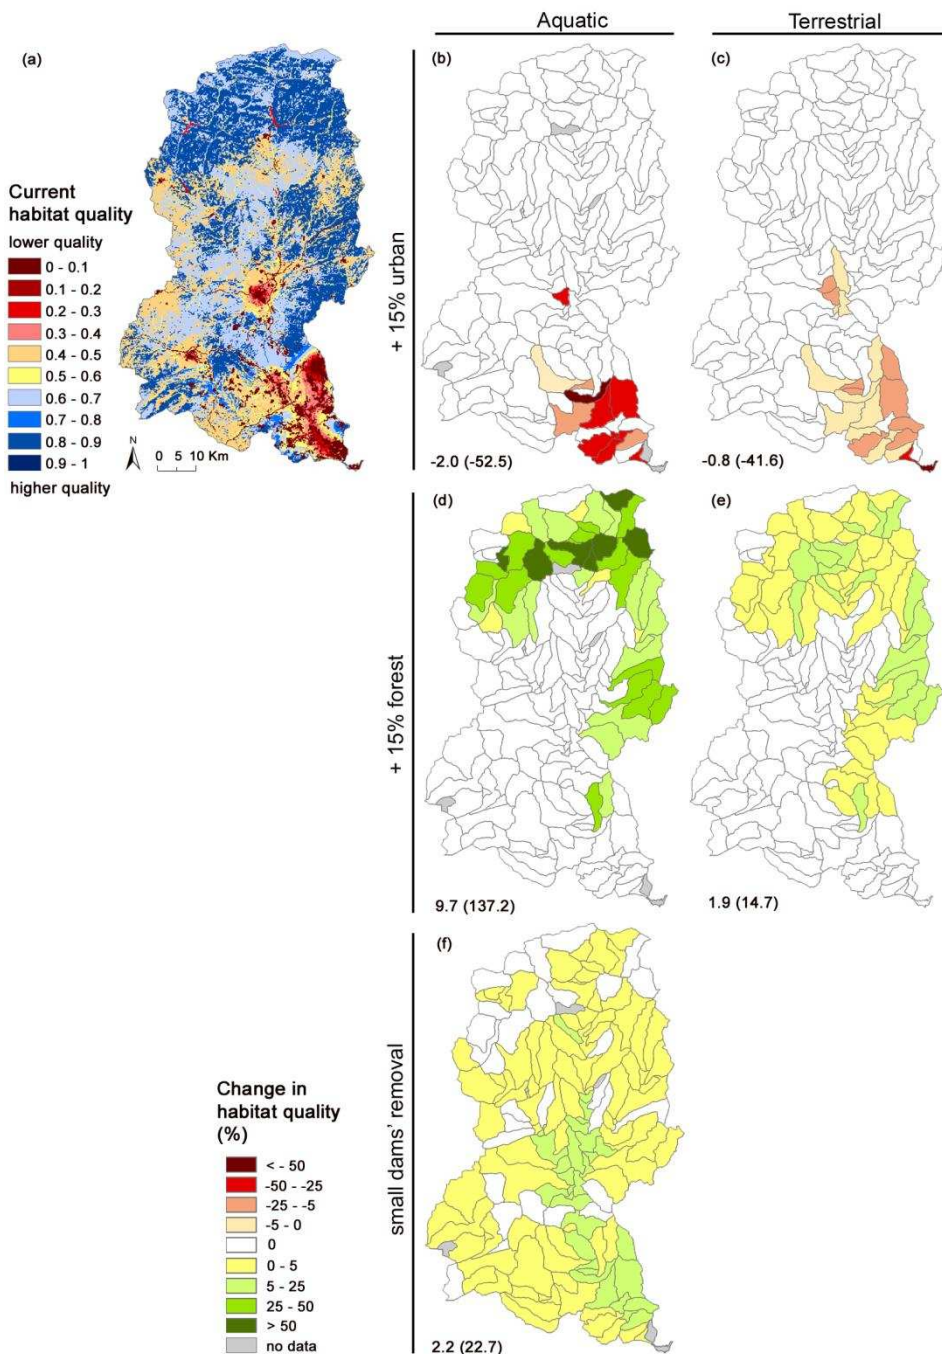 Aquatic
Terrestrial
(a)
(b)
(c)
+ 15% urban
Current
habitat quality
lower quality
0 - 0.1
0.1 - 0.2
0.2 - 0.3
0.3 - 0.4
0.4 - 0.5
0.5 - 0.6
0.6 - 0.7
0.7 - 0.8
0.8 - 0.9
0.9 - 1
higher quality
N
0 5 10 Km
-2.0 (-52.5)
-0.8 (-41.6)
(d)
(e)
+ 15% forest
9.7 (137.2)
1.9 (14.7)
(f)
small dams' removal
Change in
habitat quality
(%)
< - 50
-50 - -25
-25 - -5
-5 - 0
0
0 - 5
5 - 25
25 - 50
> 50
no data
2.2 (22.7)